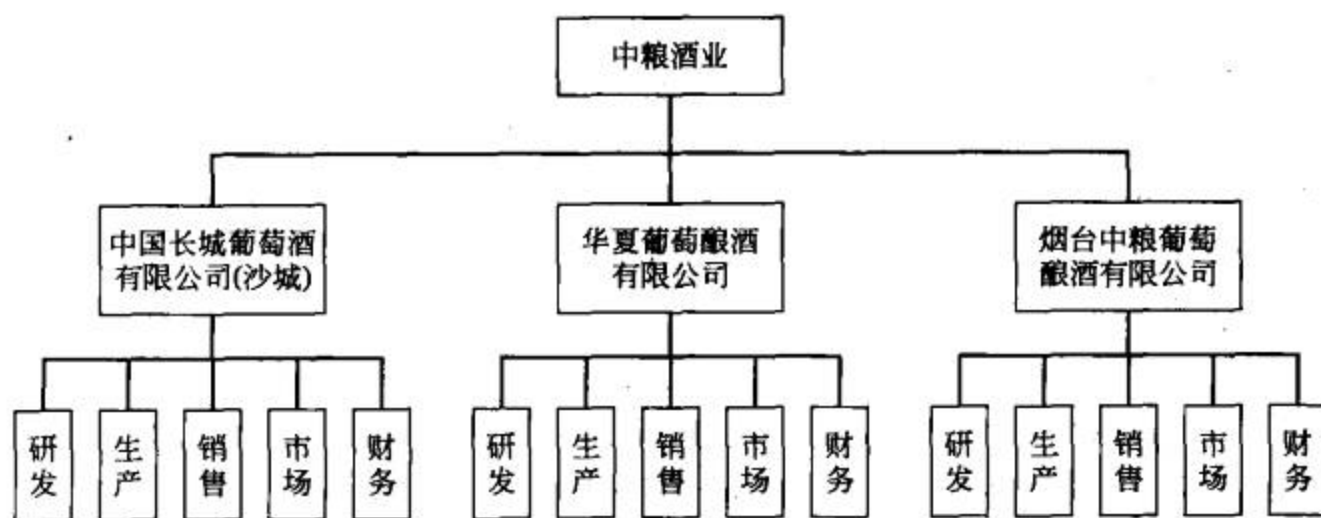 中粮酒业
中国长城葡萄酒
有限公司(沙城)
华夏葡萄酿酒
有限公司
烟台中粮葡萄
酿酒有限公司
研发
生产
销售
市场
财务
研发
生产
销售
市场
财务
研发
生产
销售
市场
财务